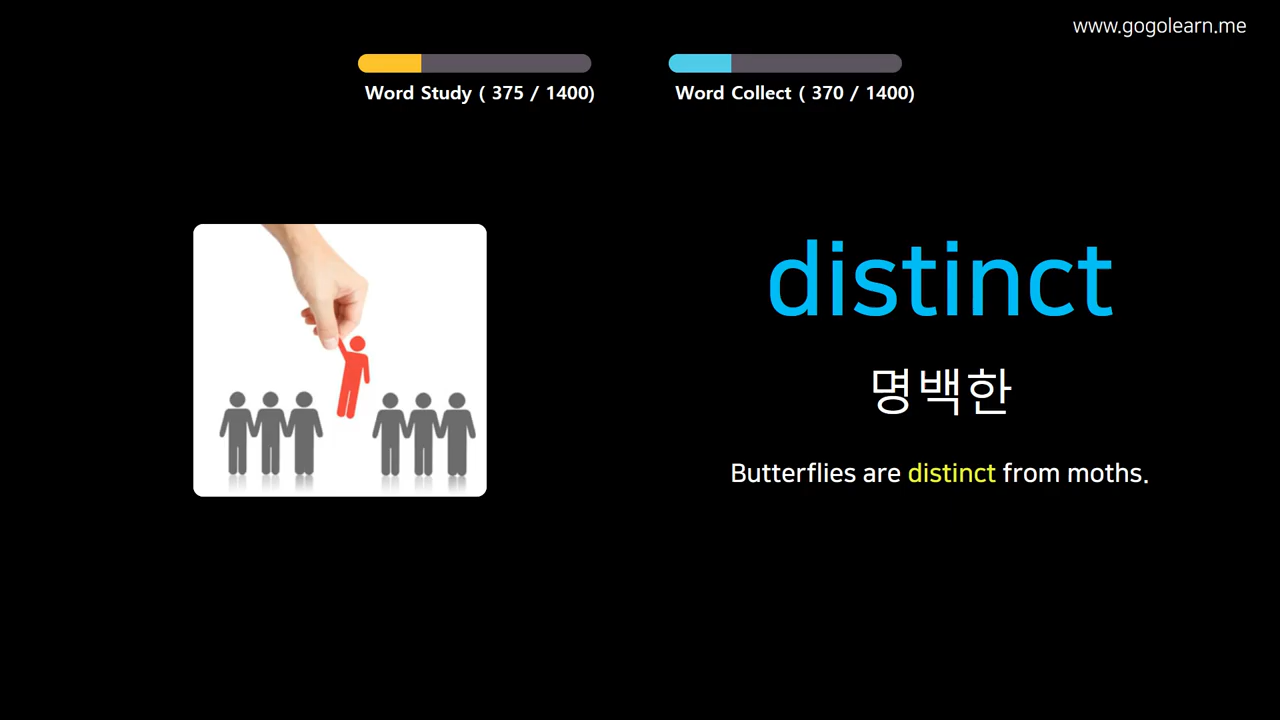 www.gogolearn.me
Word Study ( 375 / 1400)
Word Collect ( 370 / 1400)
distinct
명백한
Butterflies are distinct from moths.